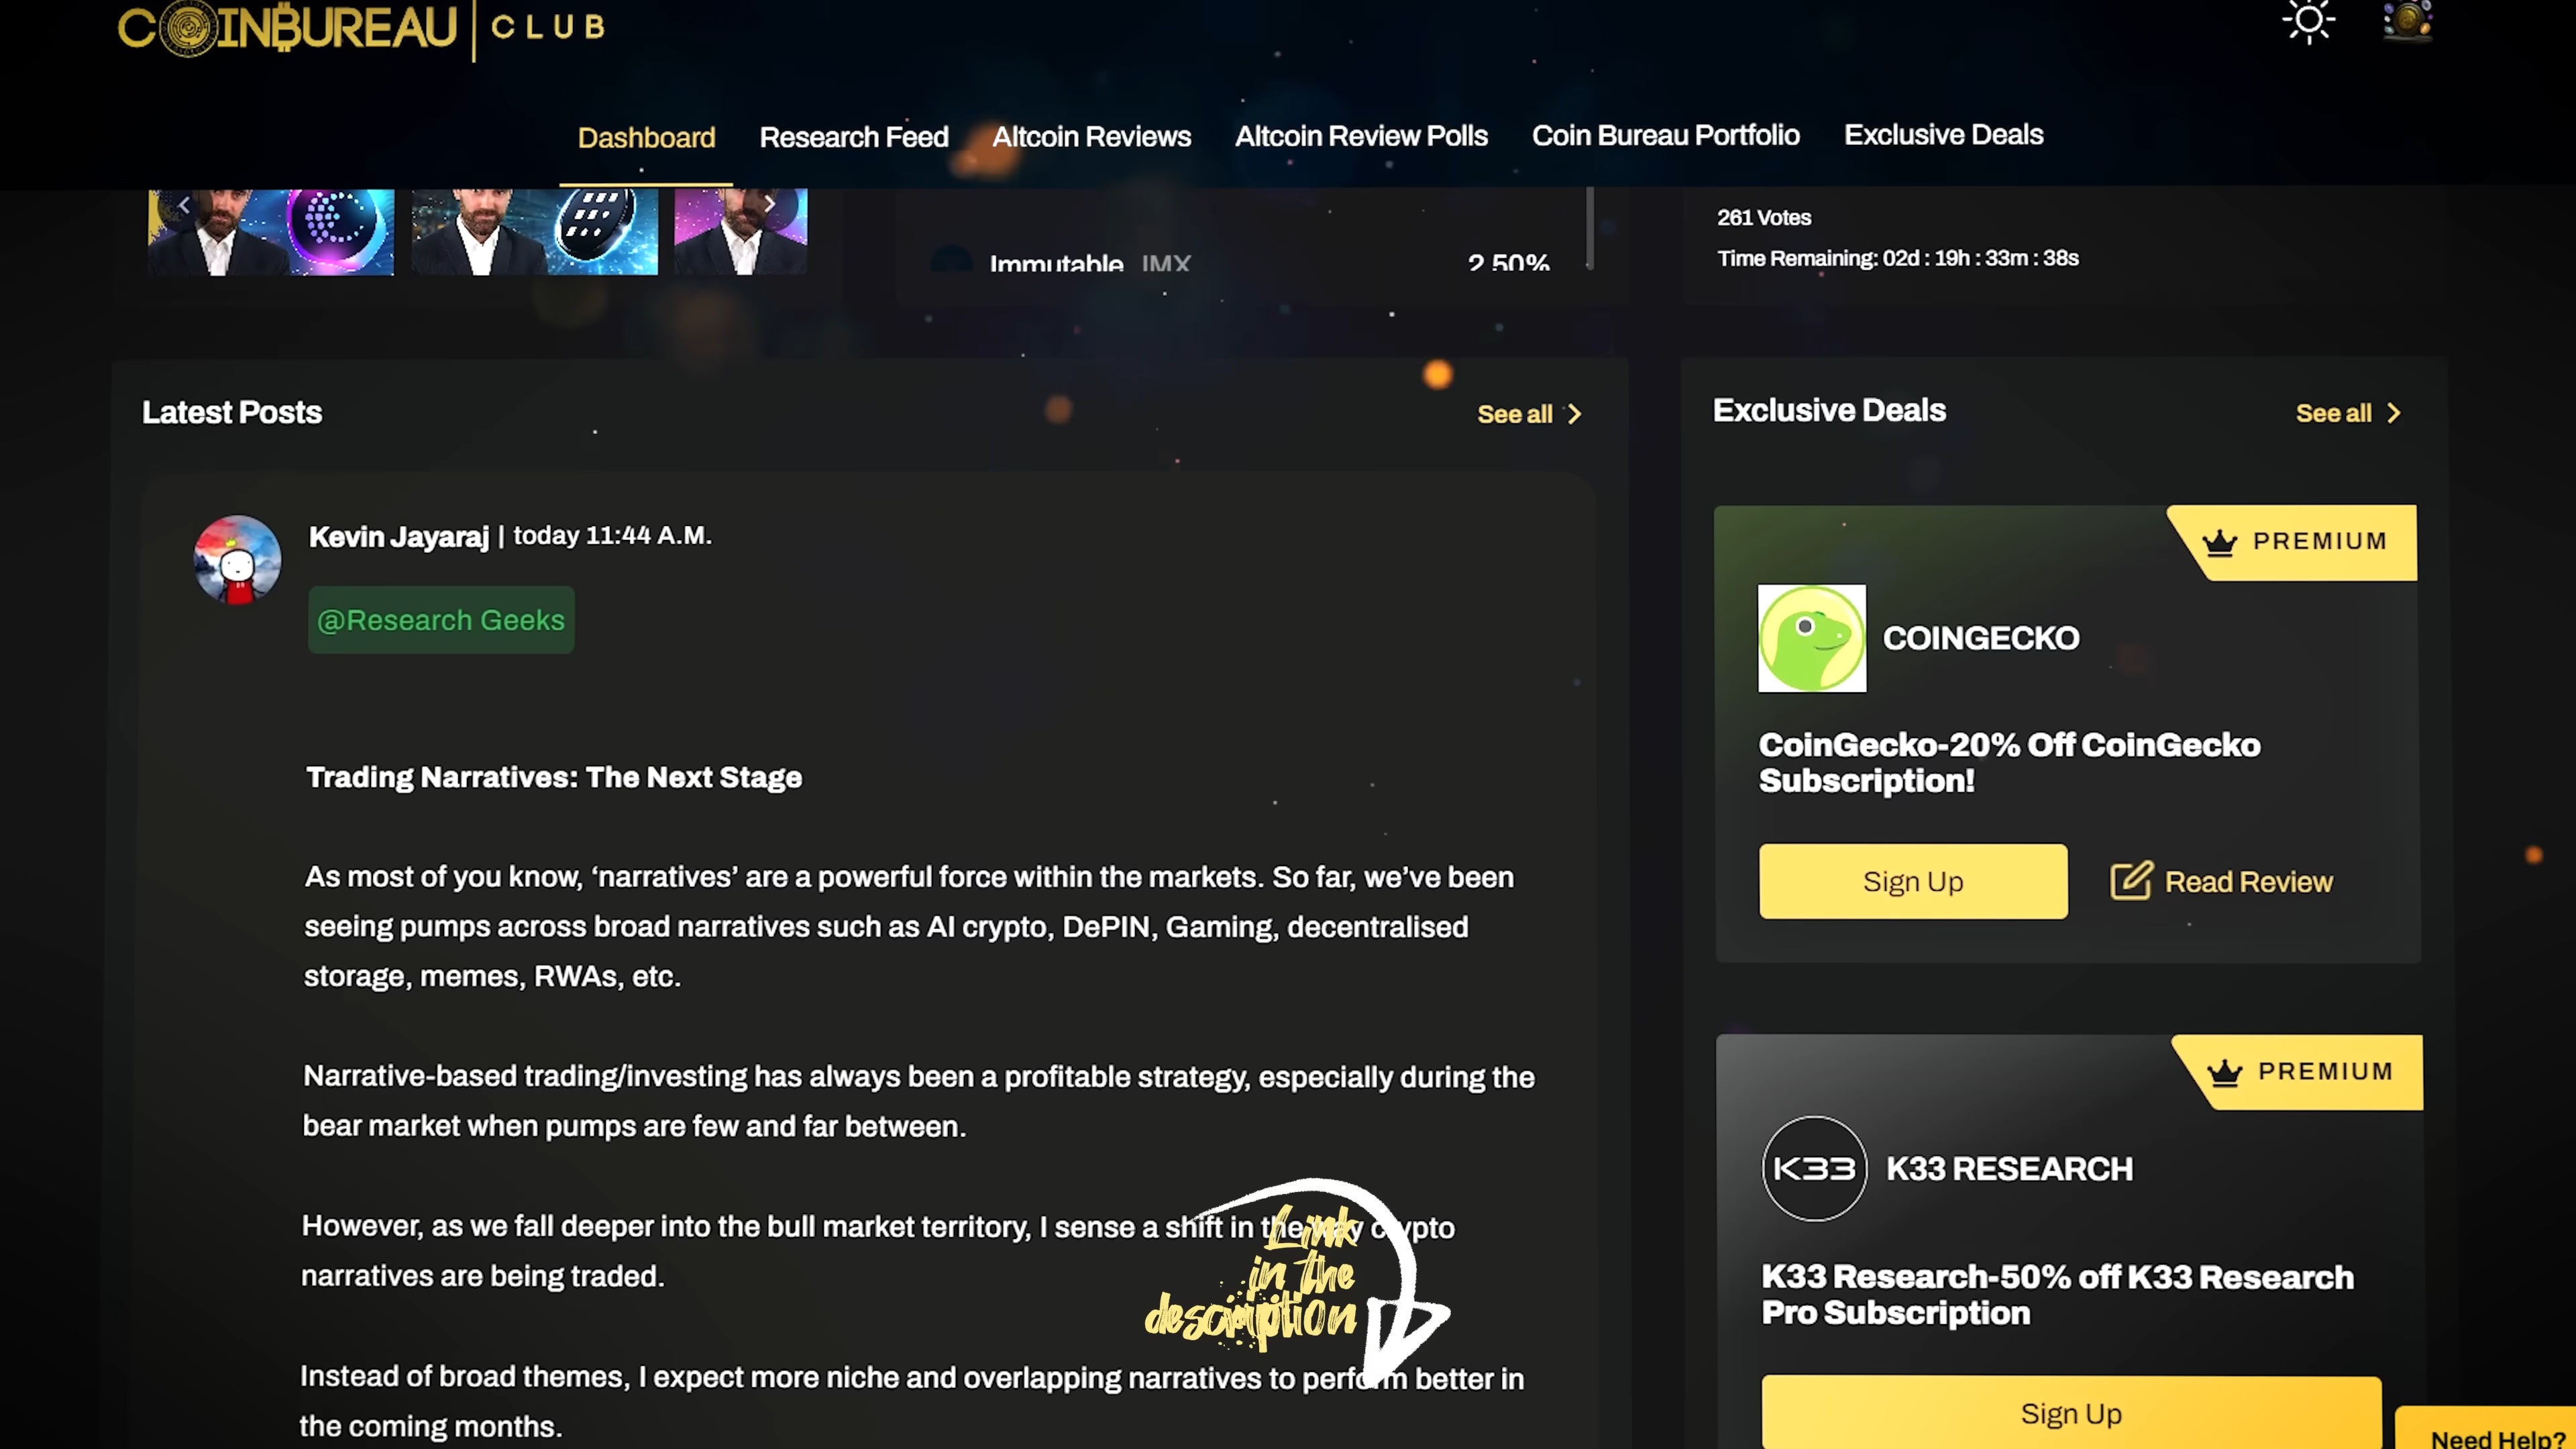 COINBUREAU | CLUB
Dashboard
Research Feed
Altcoin Reviews
Altcoin Review Polls
Coin Bureau Portfolio
Exclusive Deals
Immutable IMX 2.50%
261 Votes
Time Remaining: 02d : 19h : 33m : 38s
Latest Posts
See all
Kevin Jayaraj | today 11:44 A.M.
@Research Geeks
Trading Narratives: The Next Stage
As most of you know, ‘narratives’ are a powerful force within the markets. So far, we’ve been
seeing pumps across broad narratives such as AI crypto, DePIN, Gaming, decentralised
storage, memes, RWAs, etc.
Narrative-based trading/investing has always been a profitable strategy, especially during the
bear market when pumps are few and far between.
However, as we fall deeper into the bull market territory, I sense a shift in the way crypto
narratives are being traded.
Instead of broad themes, I expect more niche and overlapping narratives to perform better in
the coming months.
Link
in the
description
Exclusive Deals
See all
PREMIUM
COINGECKO
CoinGecko-20% Off CoinGecko
Subscription!
Sign Up
Read Review
PREMIUM
K33
K33 RESEARCH
K33 Research-50% off K33 Research
Pro Subscription
Sign Up
Need Help?